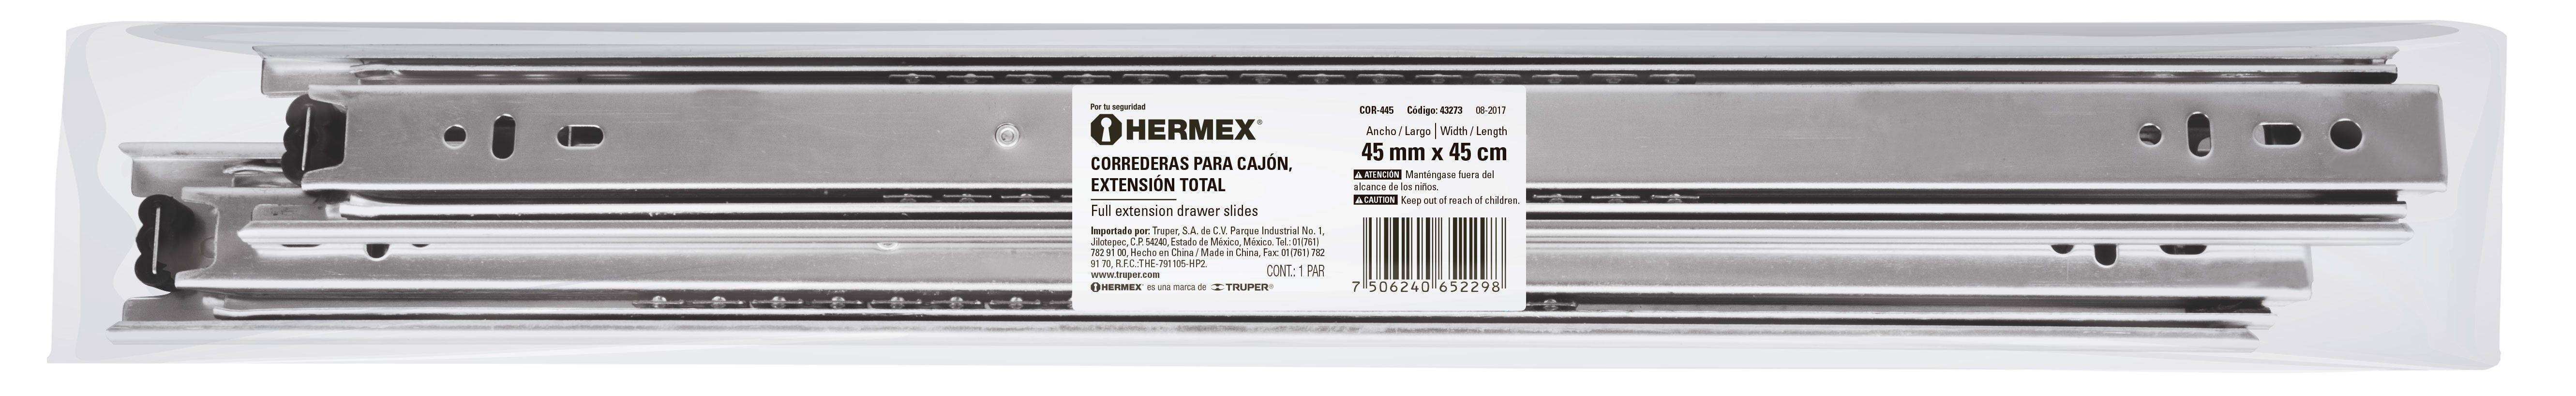 Por tu seguridad
HERMEX®
CORREDERAS PARA CAJÓN,
EXTENSIÓN TOTAL
Full extension drawer slides
Importado por: Truper, S.A. de C.V. Parque Industrial No. 1,
Jilotepec, C.P. 54240, Estado de México, México. Tel.: 01(761)
782 91 00, Hecho en China / Made in China, Fax: 01(761) 782
91 70, R.F.C.:THE-791105-HP2.
www.truper.com
CONT.: 1 PAR
HERMEX® es una marca de TRUPER®
COR-445 Código: 43273 08-2017
Ancho / Largo | Width / Length
45 mm x 45 cm
ATENCIÓN Manténgase fuera del
alcance de los niños.
CAUTION Keep out of reach of children.
7 506240 652298